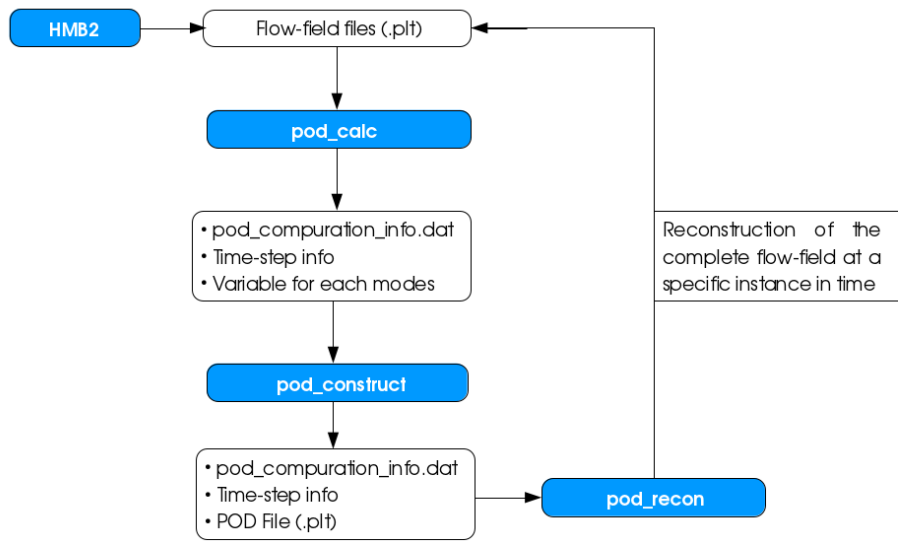 HMB2
Flow-field files (.plt)
pod_calc
• pod_compuration_info.dat
• Time-step info
• Variable for each modes
Reconstruction of the
complete flow-field at a
specific instance in time
pod_construct
• pod_compuration_info.dat
• Time-step info
• POD File (.plt)
pod_recon